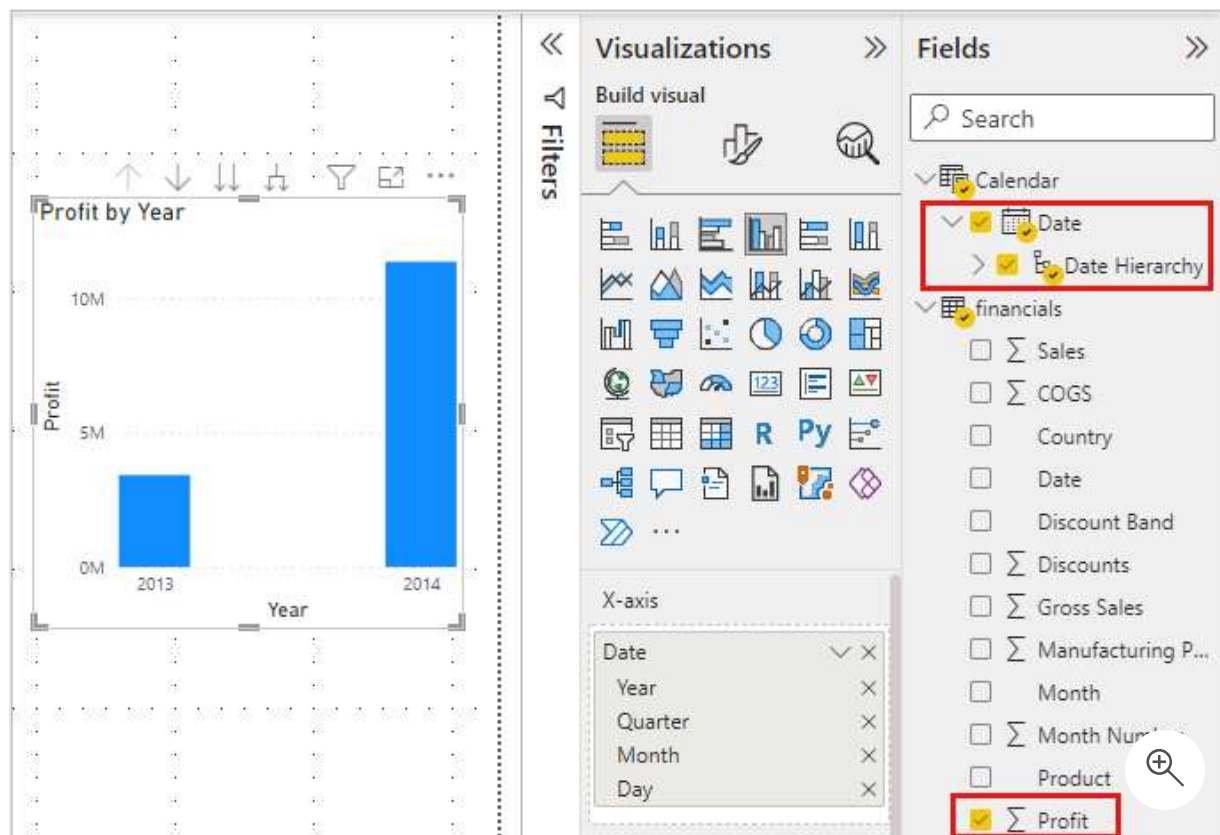 Filters
Visualizations
Build visual
Profit by Year
10M
5M
0M
Profit
2013
2014
Year
123
R
Py
X-axis
Date
Year
Quarter
Month
Day
Fields
Search
Calendar
Date
Date Hierarchy
financials
Σ Sales
Σ COGS
Country
Date
Discount Band
Σ Discounts
Σ Gross Sales
Σ Manufacturing P...
Month
Σ Month
Product
Σ Profit